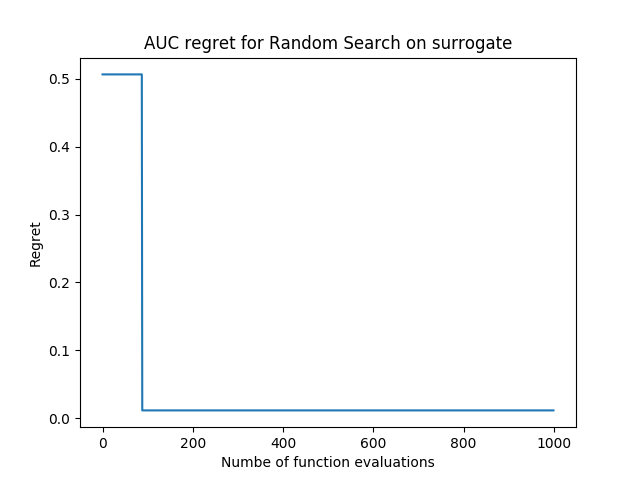 AUC regret for Random Search on surrogate
0.5
0.4
0.3
0.2
0.1
0.0
Regret
0 200 400 600 800 1000
Numbe of function evaluations